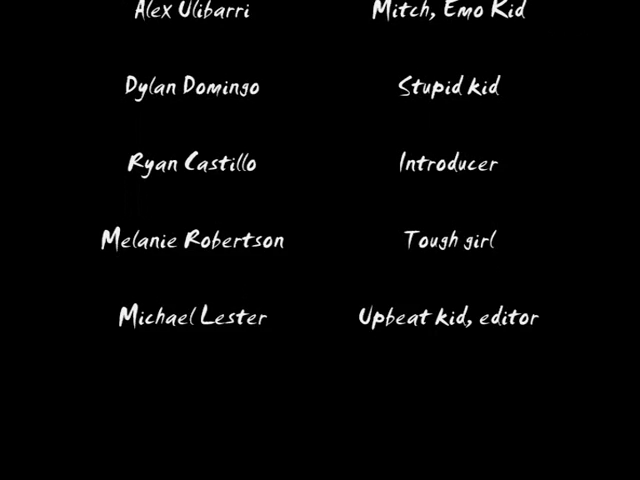 Alex Ulibarri Mitch, Emo Kid
Dylan Domingo Stupid kid
Ryan Castillo Introducer
Melanie Robertson Tough girl
Michael Lester Upbeat kid, editor